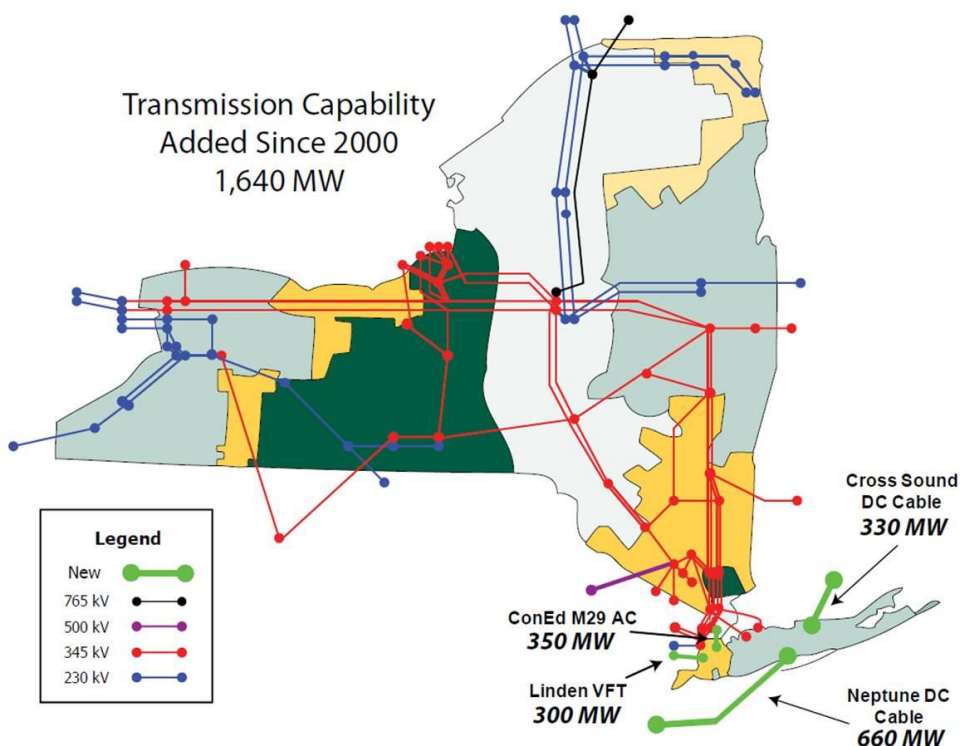 Transmission Capability
Added Since 2000
1,640 MW
Legend
New
765 kV
500 kV
345 kV
230 kV
Cross Sound
DC Cable
330 MW
ConEd M29 AC
350 MW
Linden VFT
300 MW
Neptune DC
Cable
660 MW